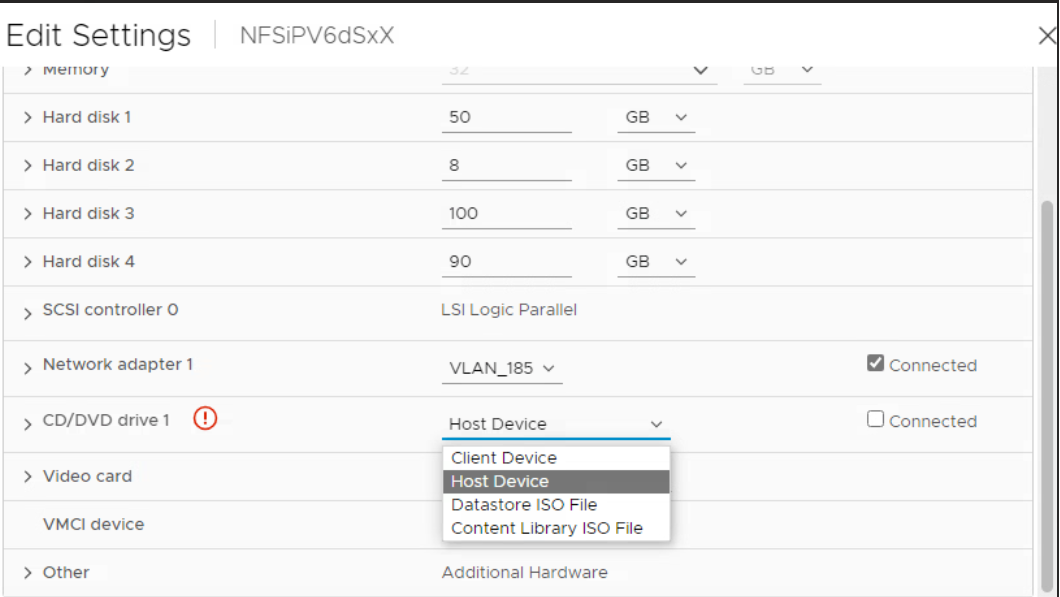 Edit Settings | NFSiPV6dSxX
Memory 32 GB
Hard disk 1 50 GB
Hard disk 2 8 GB
Hard disk 3 100 GB
Hard disk 4 90 GB
SCSI controller 0 LSI Logic Parallel
Network adapter 1 VLAN_185 Connected
CD/DVD drive 1 Host Device Connected
Client Device
Host Device
Datastore ISO File
Content Library ISO File
Video card
VMCI device
Other Additional Hardware